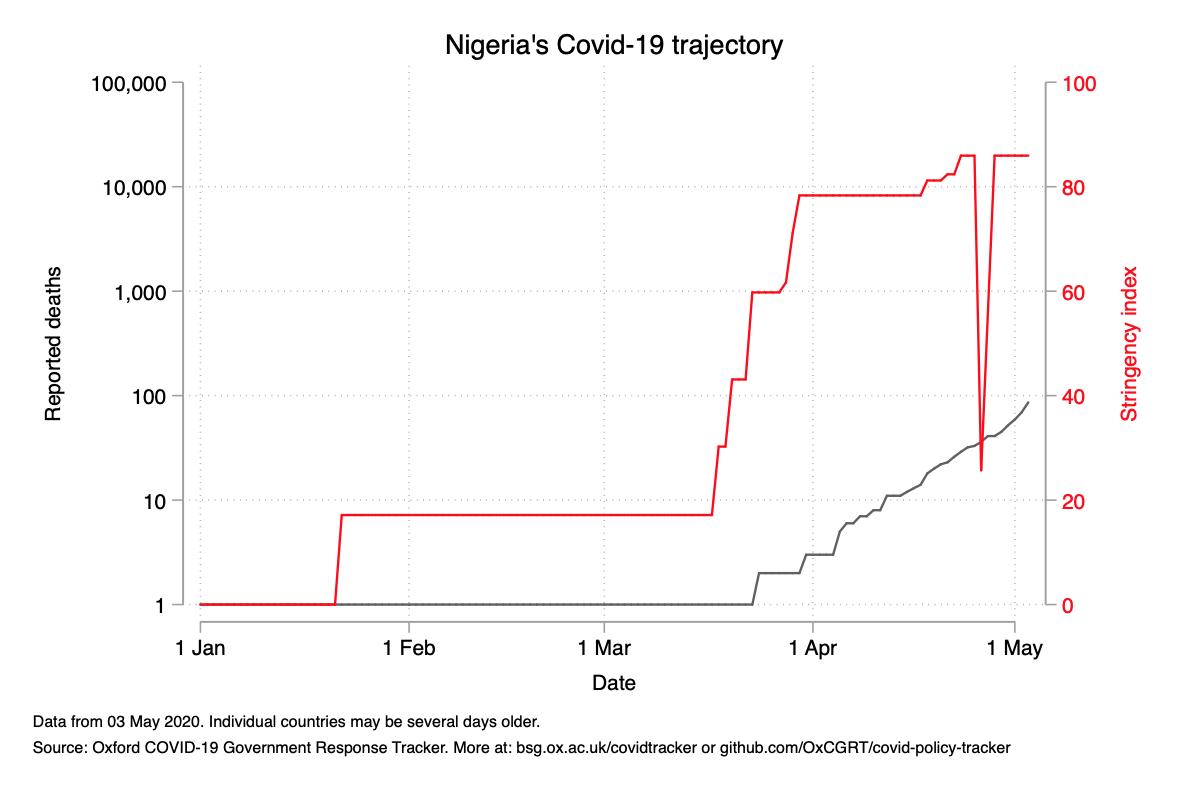 Nigeria's Covid-19 trajectory
100,000
10,000
1,000
100
10
1
Reported deaths
100
80
60
40
20
0
Stringency index
1 Jan
1 Feb
1 Mar
1 Apr
1 May
Date
Data from 03 May 2020. Individual countries may be several days older.
Source: Oxford COVID-19 Government Response Tracker. More at: bsg.ox.ac.uk/covidtracker or github.com/OxCGRT/covid-policy-tracker